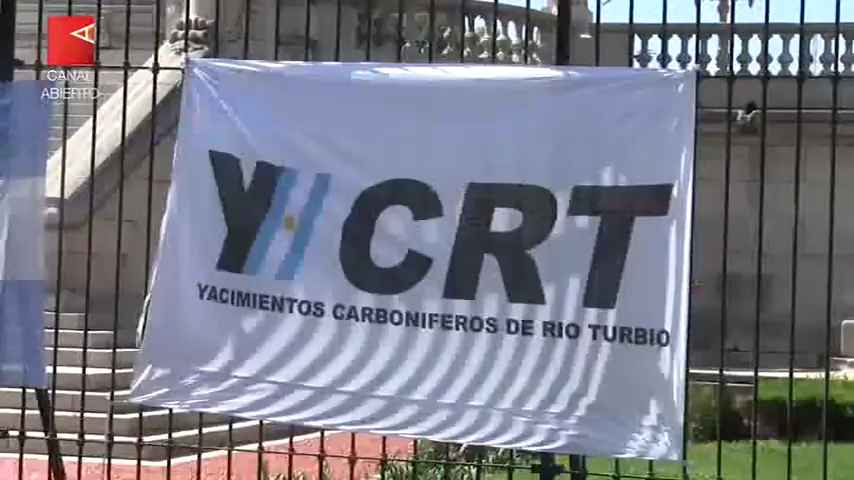 CANAL
ABIERTO
YCRT
YACIMIENTOS CARBONIFEROS DE RIO TURBIO